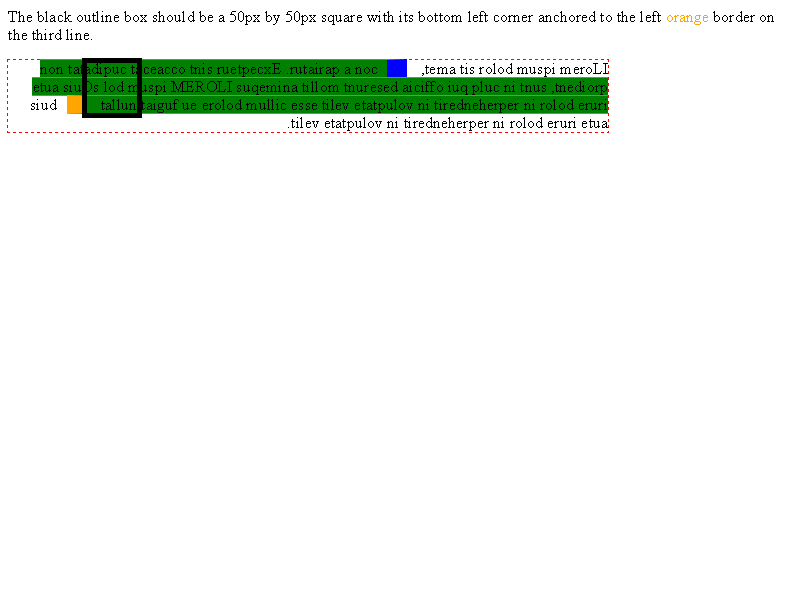 The black outline box should be a 50px by 50px square with its bottom left corner anchored to the left orange border on
the third line.
non tatadipuc taceacco tnis ruetpecxE .rutairap a noc ,tema tis rolod muspi meroLI
etua siuDs lod muspi MEROLI suqemina tillom tnuresed aiciffo iuq pluc ni tnus ,tnediorp
siud tallun taiguf ue erolod mullic esse tilev etatpulov ni tiredneherper ni rolod eruri
.tilev etatpulov ni tiredneherper ni rolod eruri etua